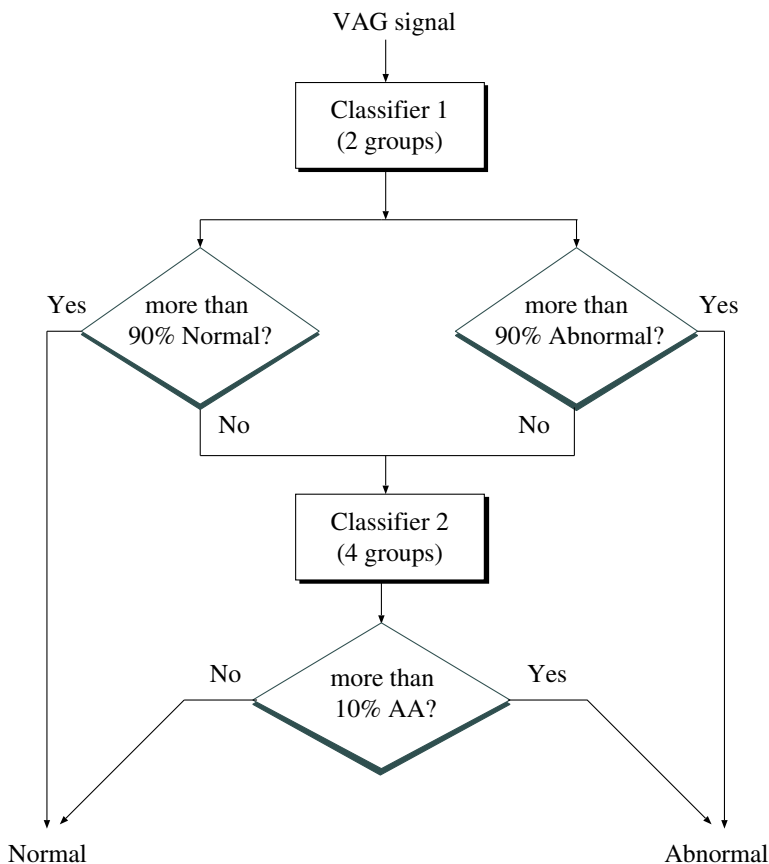 VAG signal
Classifier 1
(2 groups)
Yes
more than
90% Normal?
more than
90% Abnormal?
Yes
No
No
Classifier 2
(4 groups)
No
more than
10% AA?
Yes
Normal
Abnormal